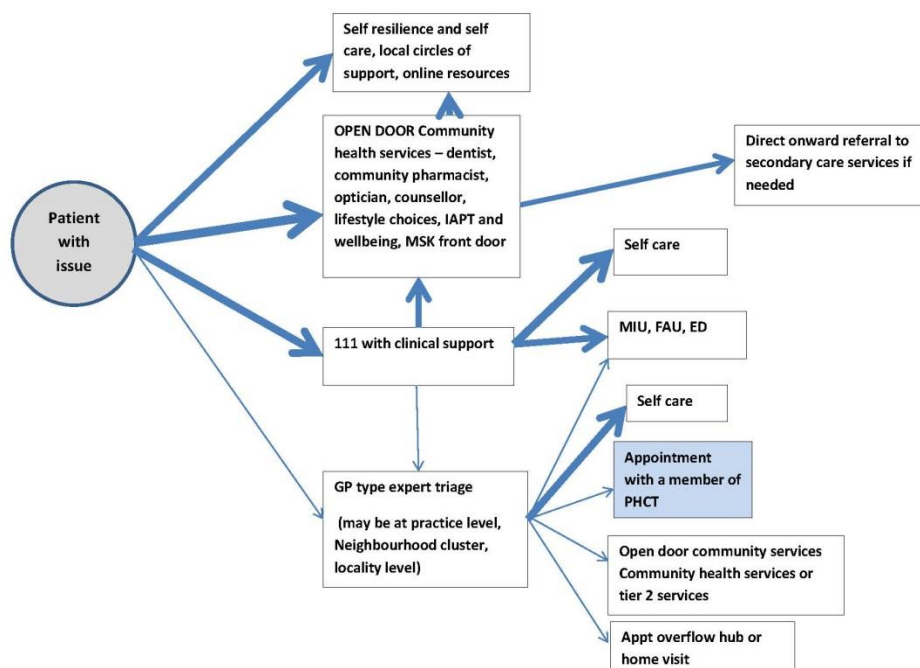 Patient
with
issue
Self resilience and self
care, local circles of
support, online resources
OPEN DOOR Community
health services – dentist,
community pharmacist,
optician, counsellor,
lifestyle choices, IAPT and
wellbeing, MSK front door
Direct onward referral to
secondary care services if
needed
111 with clinical support
Self care
MIU, FAU, ED
GP type expert triage
(may be at practice level,
Neighbourhood cluster,
locality level)
Self care
Appointment
with a member of
PHCT
Open door community services
Community health services or
tier 2 services
Appt overflow hub or
home visit